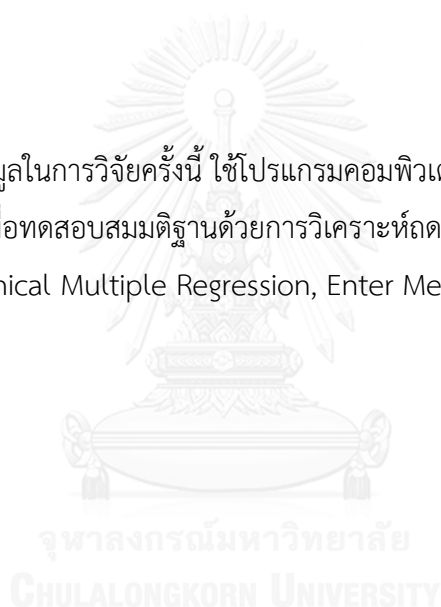 มูลในการวิจัยครั้งนี้ ใช้โปรแกรมคอมพิวเต
พื่อทดสอบสมมติฐานด้วยการวิเคราะห์ถด
nical Multiple Regression, Enter Me
จุฬาลงกรณ์มหาวิทยาลัย
CHULALONGKORN UNIVERSITY